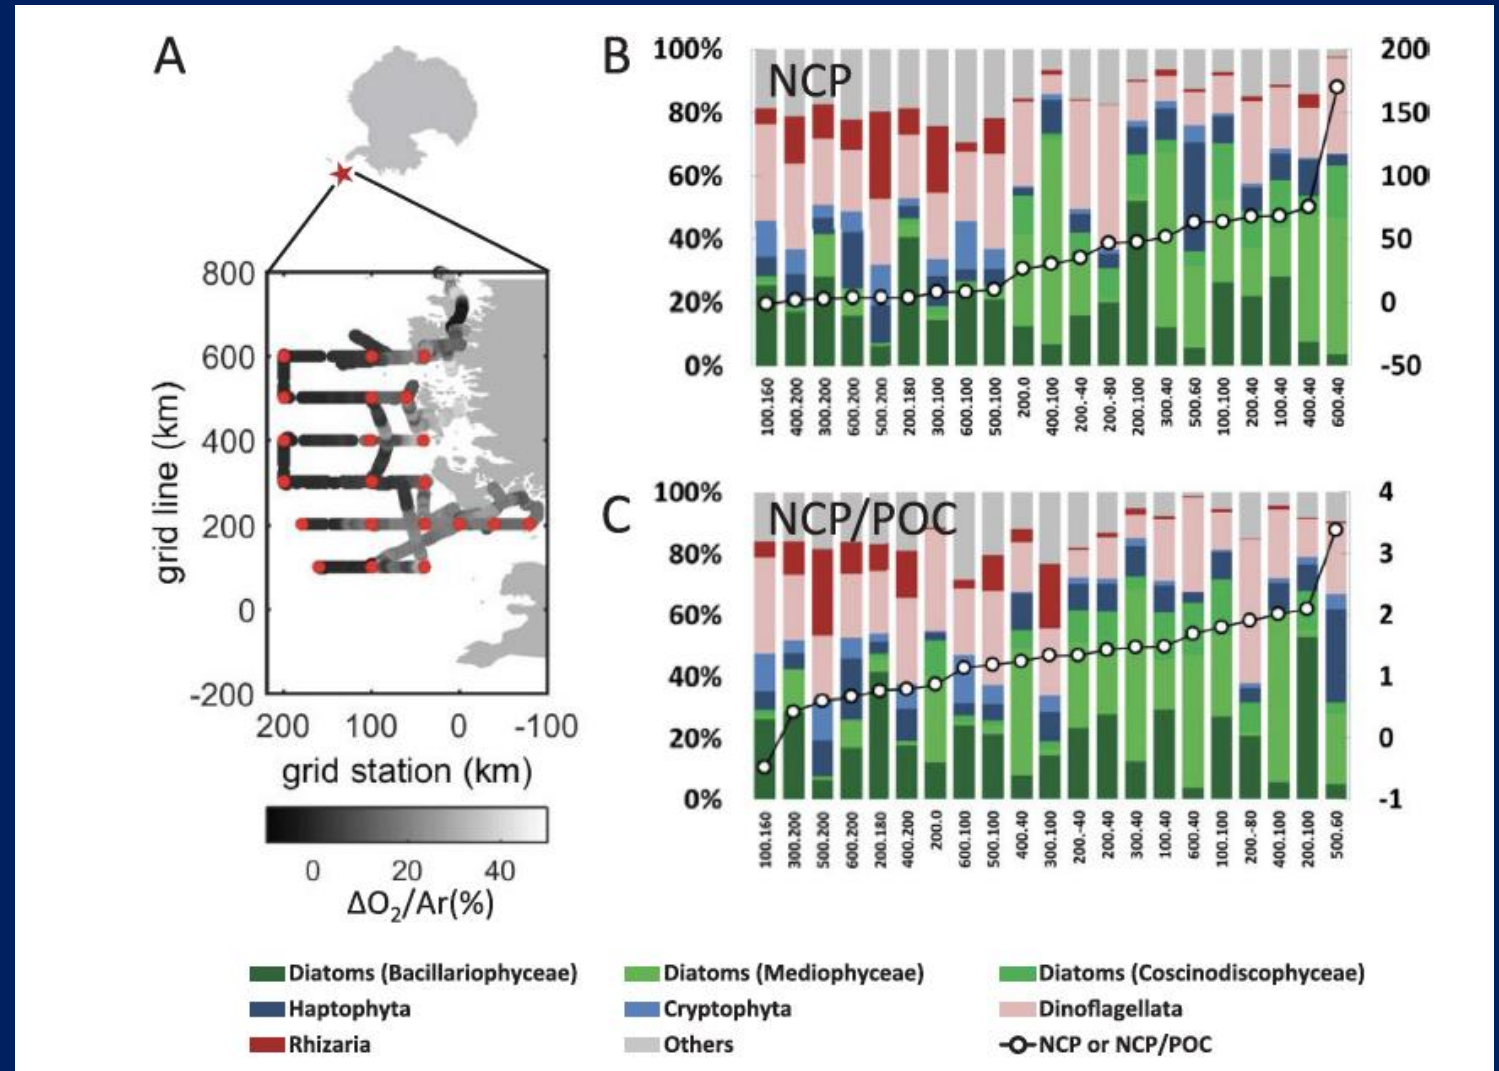 A
800
600
400
200
0
-200
grid line (km)
200 100 0 -100
grid station (km)
0 20 40
ΔO₂/Ar(%)
B
NCP
100%
80%
60%
40%
20%
0%
200
150
100
50
0
-50
100.160 400.200 300.200 600.200 500.200 200.180 300.100 600.100 500.100 200.0 400.100 200.-40 200.-80 200.100 300.40 500.60 100.100 200.40 100.40 400.40 600.40
C
NCP/POC
100%
80%
60%
40%
20%
0%
4
3
2
1
0
-1
100.160 300.200 500.200 600.200 200.180 400.200 200.0 600.100 500.100 400.40 300.100 200.-40 200.40 300.40 100.40 600.40 100.100 200.-80 400.100 200.100 500.60
Diatoms (Bacillariophyceae) Diatoms (Mediophyceae) Diatoms (Coscinodiscophyceae)
Haptophyta Cryptophyta Dinoflagellata
Rhizaria Others NCP or NCP/POC